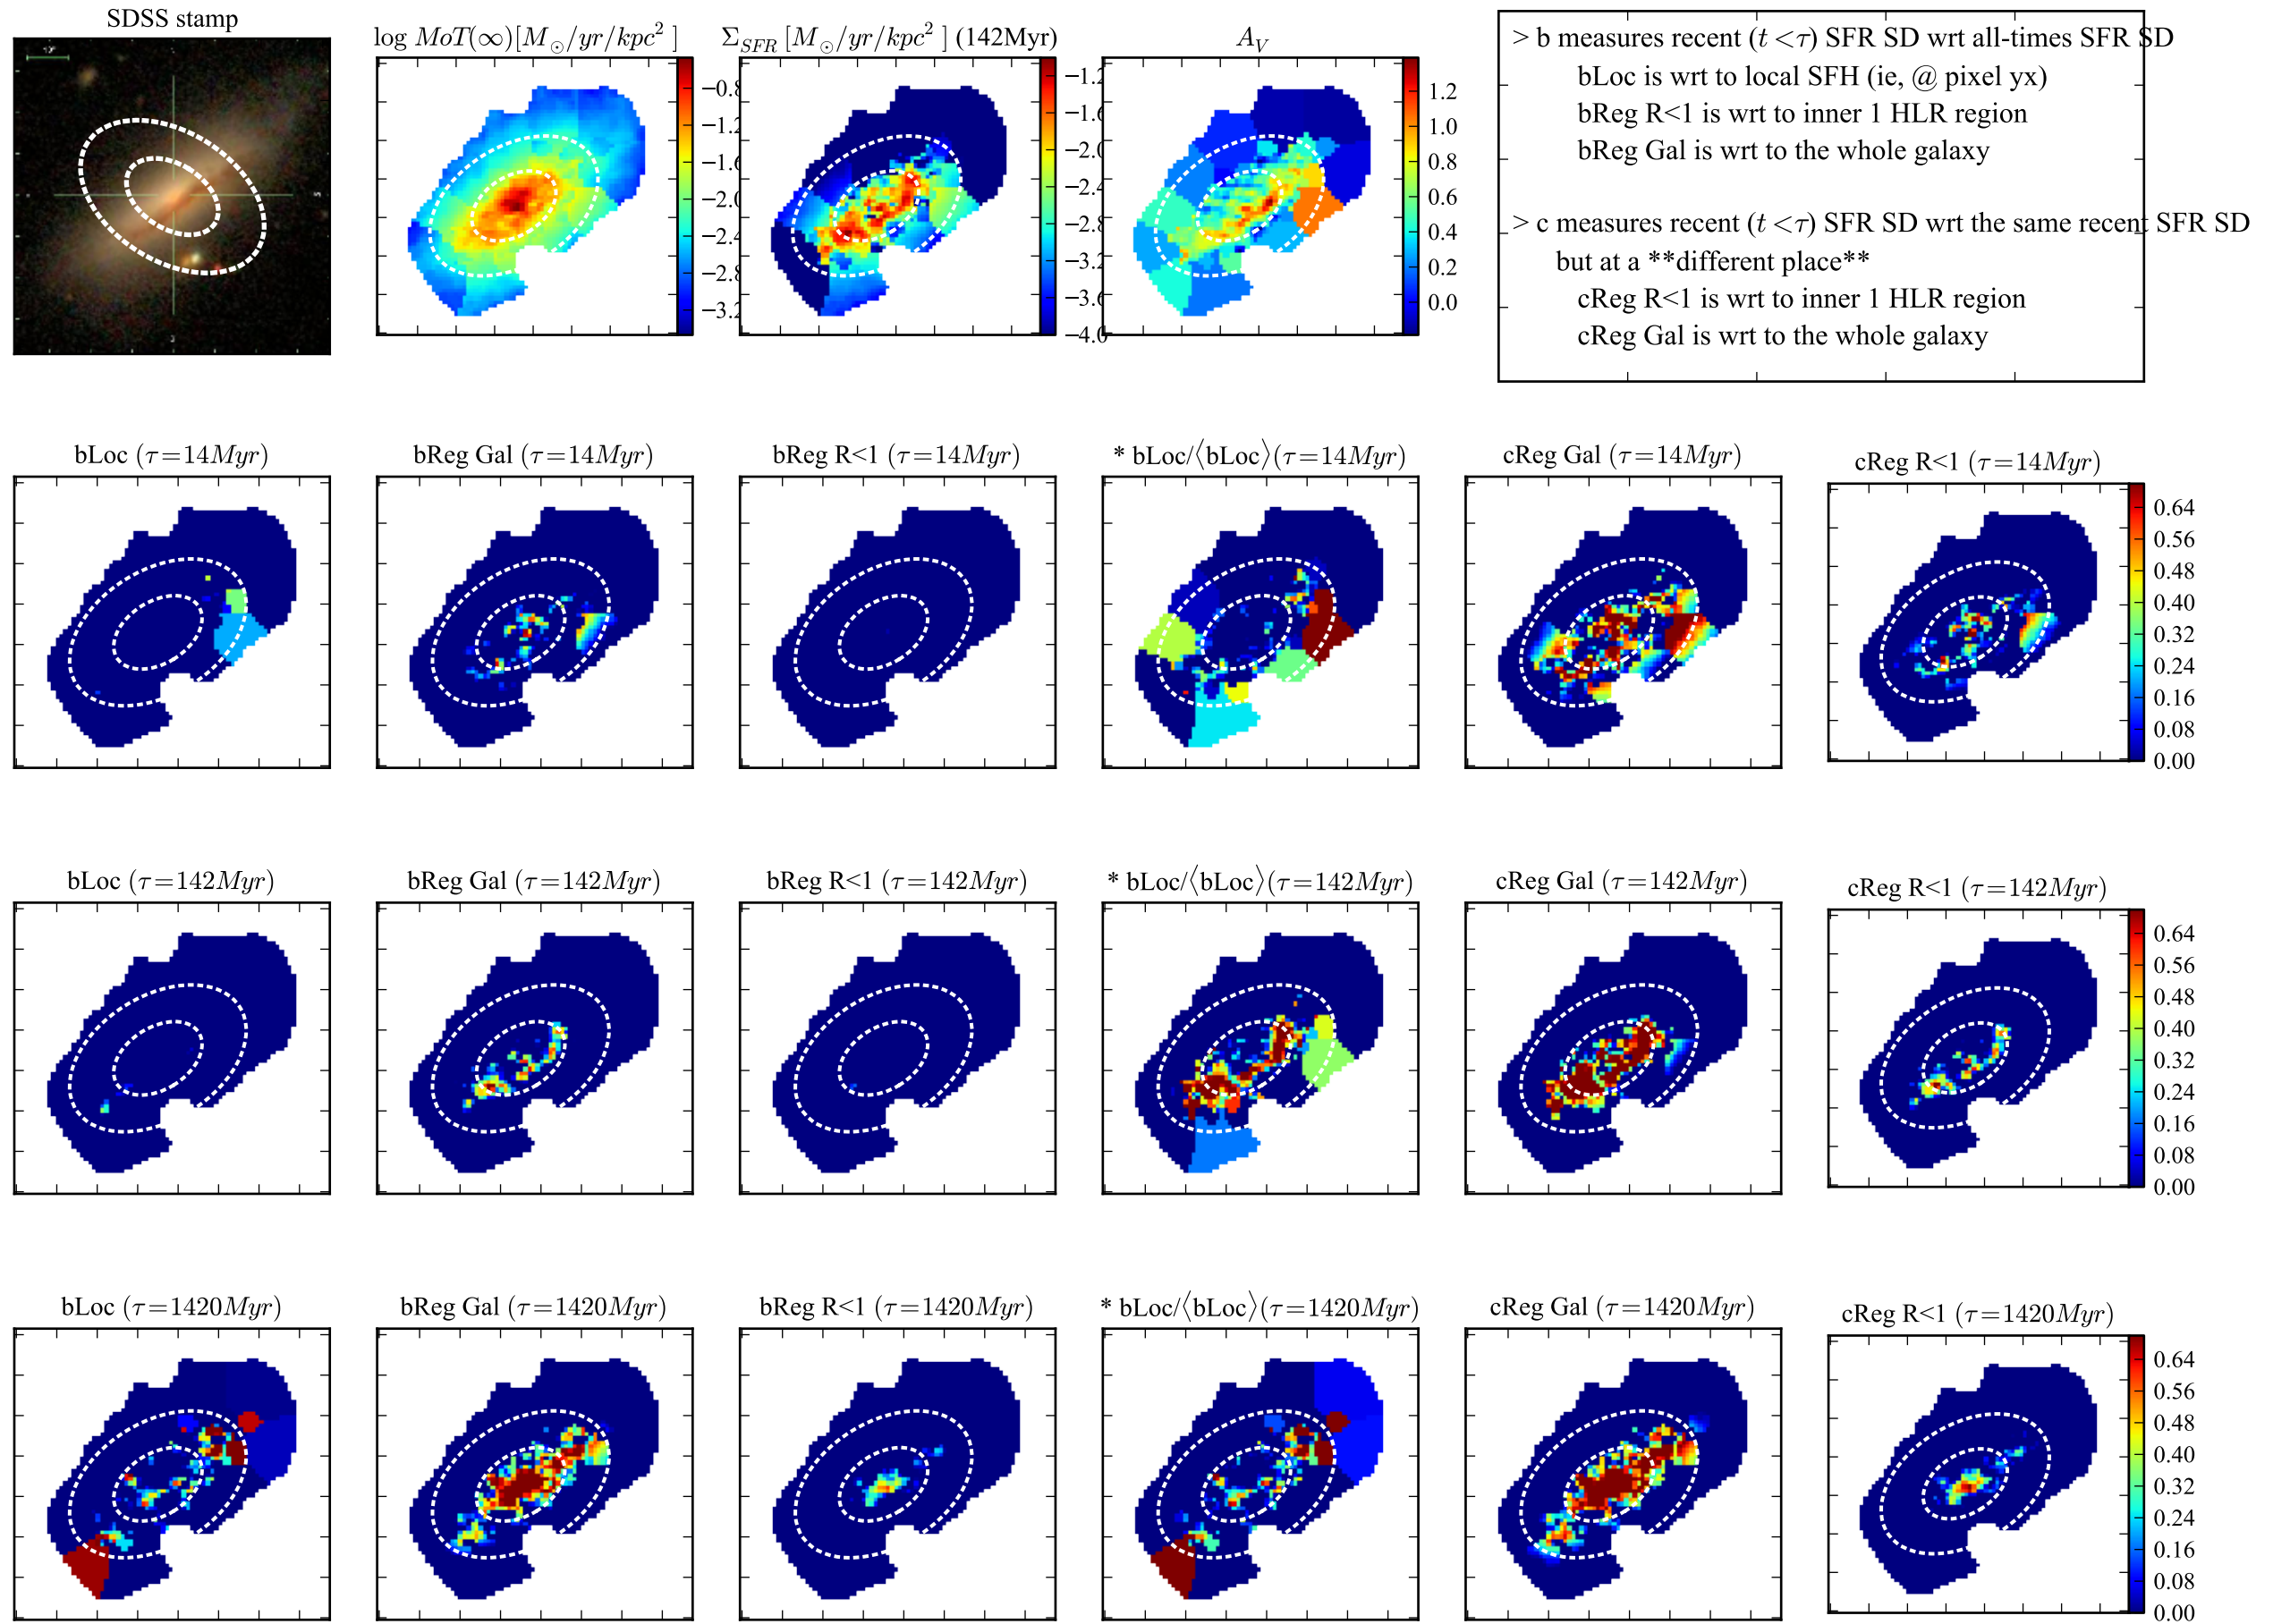 SDSS stamp
log MoT(∞)[M⊙/yr/kpc² ]
Σ_SFR [M⊙/yr/kpc² ] (142Myr)
A_V
−0.8
−1.2
−1.6
−2.0
−2.4
−2.8
−3.2
−1.2
−1.6
−2.0
−2.4
−2.8
−3.2
−3.6
−4.0
1.2
1.0
0.8
0.6
0.4
0.2
0.0
> b measures recent (t <τ) SFR SD wrt all-times SFR SD
bLoc is wrt to local SFH (ie, @ pixel yx)
bReg R<1 is wrt to inner 1 HLR region
bReg Gal is wrt to the whole galaxy
> c measures recent (t <τ) SFR SD wrt the same recent SFR SD
but at a **different place**
cReg R<1 is wrt to inner 1 HLR region
cReg Gal is wrt to the whole galaxy
bLoc (τ=14Myr)
bReg Gal (τ=14Myr)
bReg R<1 (τ=14Myr)
* bLoc/⟨bLoc⟩(τ=14Myr)
cReg Gal (τ=14Myr)
cReg R<1 (τ=14Myr)
0.64
0.56
0.48
0.40
0.32
0.24
0.16
0.08
0.00
bLoc (τ=142Myr)
bReg Gal (τ=142Myr)
bReg R<1 (τ=142Myr)
* bLoc/⟨bLoc⟩(τ=142Myr)
cReg Gal (τ=142Myr)
cReg R<1 (τ=142Myr)
0.64
0.56
0.48
0.40
0.32
0.24
0.16
0.08
0.00
bLoc (τ=1420Myr)
bReg Gal (τ=1420Myr)
bReg R<1 (τ=1420Myr)
* bLoc/⟨bLoc⟩(τ=1420Myr)
cReg Gal (τ=1420Myr)
cReg R<1 (τ=1420Myr)
0.64
0.56
0.48
0.40
0.32
0.24
0.16
0.08
0.00